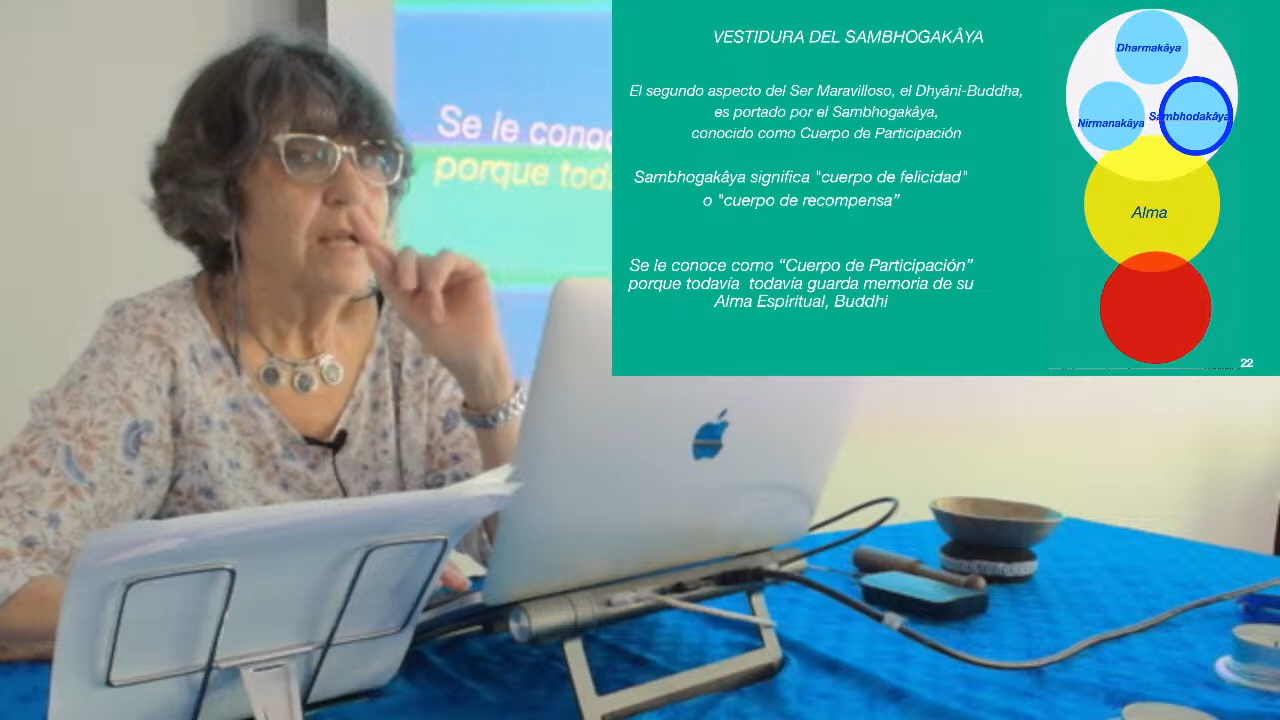 VESTIDURA DEL SAMBHOGAKÂYA
El segundo aspecto del Ser Maravilloso, el Dhyâni-Buddha,
es portado por el Sambhogakâya,
conocido como Cuerpo de Participación
Sambhogakâya significa "cuerpo de felicidad"
o "cuerpo de recompensa”
Se le conoce como “Cuerpo de Participación”
porque todavía todavía guarda memoria de su
Alma Espiritual, Buddhi
Dharmakâya
Nirmanakâya
Sambhodakâya
Alma
22
Se le conoc
porque tod